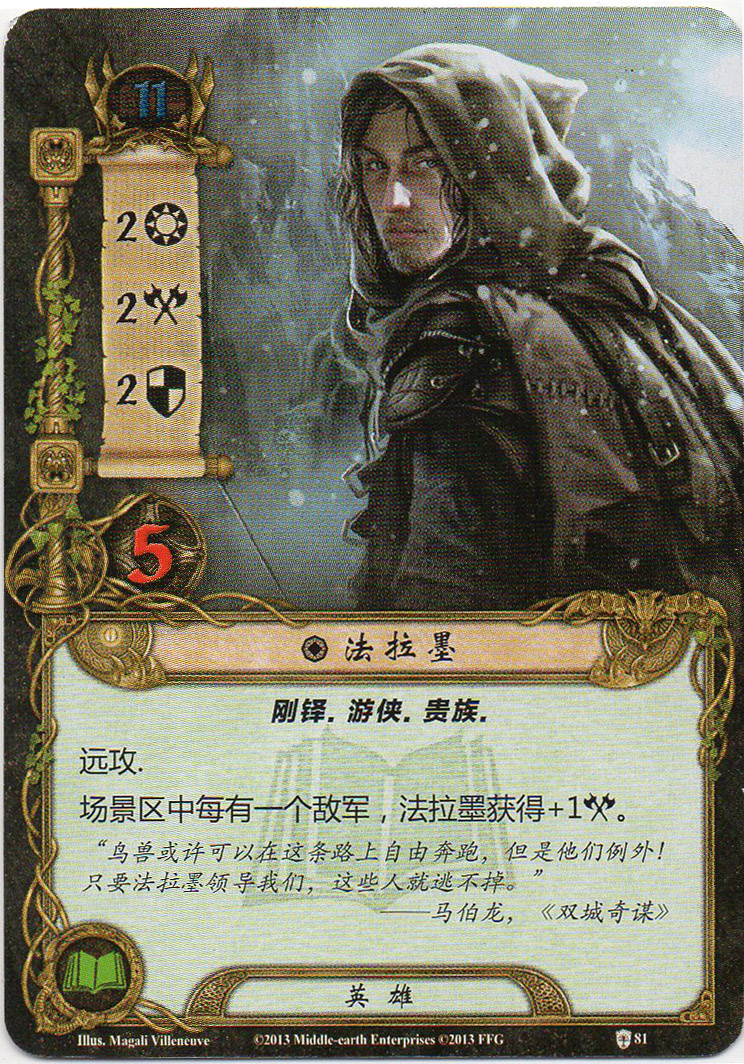 11
2
2
2
5
法拉墨
刚铎. 游侠. 贵族.
远攻.
场景区中每有一个敌军，法拉墨获得+1。
“鸟兽或许可以在这条路上自由奔跑，但是他们例外！
只要法拉墨领导我们，这些人就逃不掉。”
——马伯龙，《双城奇谋》
英 雄
Illus. Magali Villeneuve ©2013 Middle-earth Enterprises ©2013 FFG 81